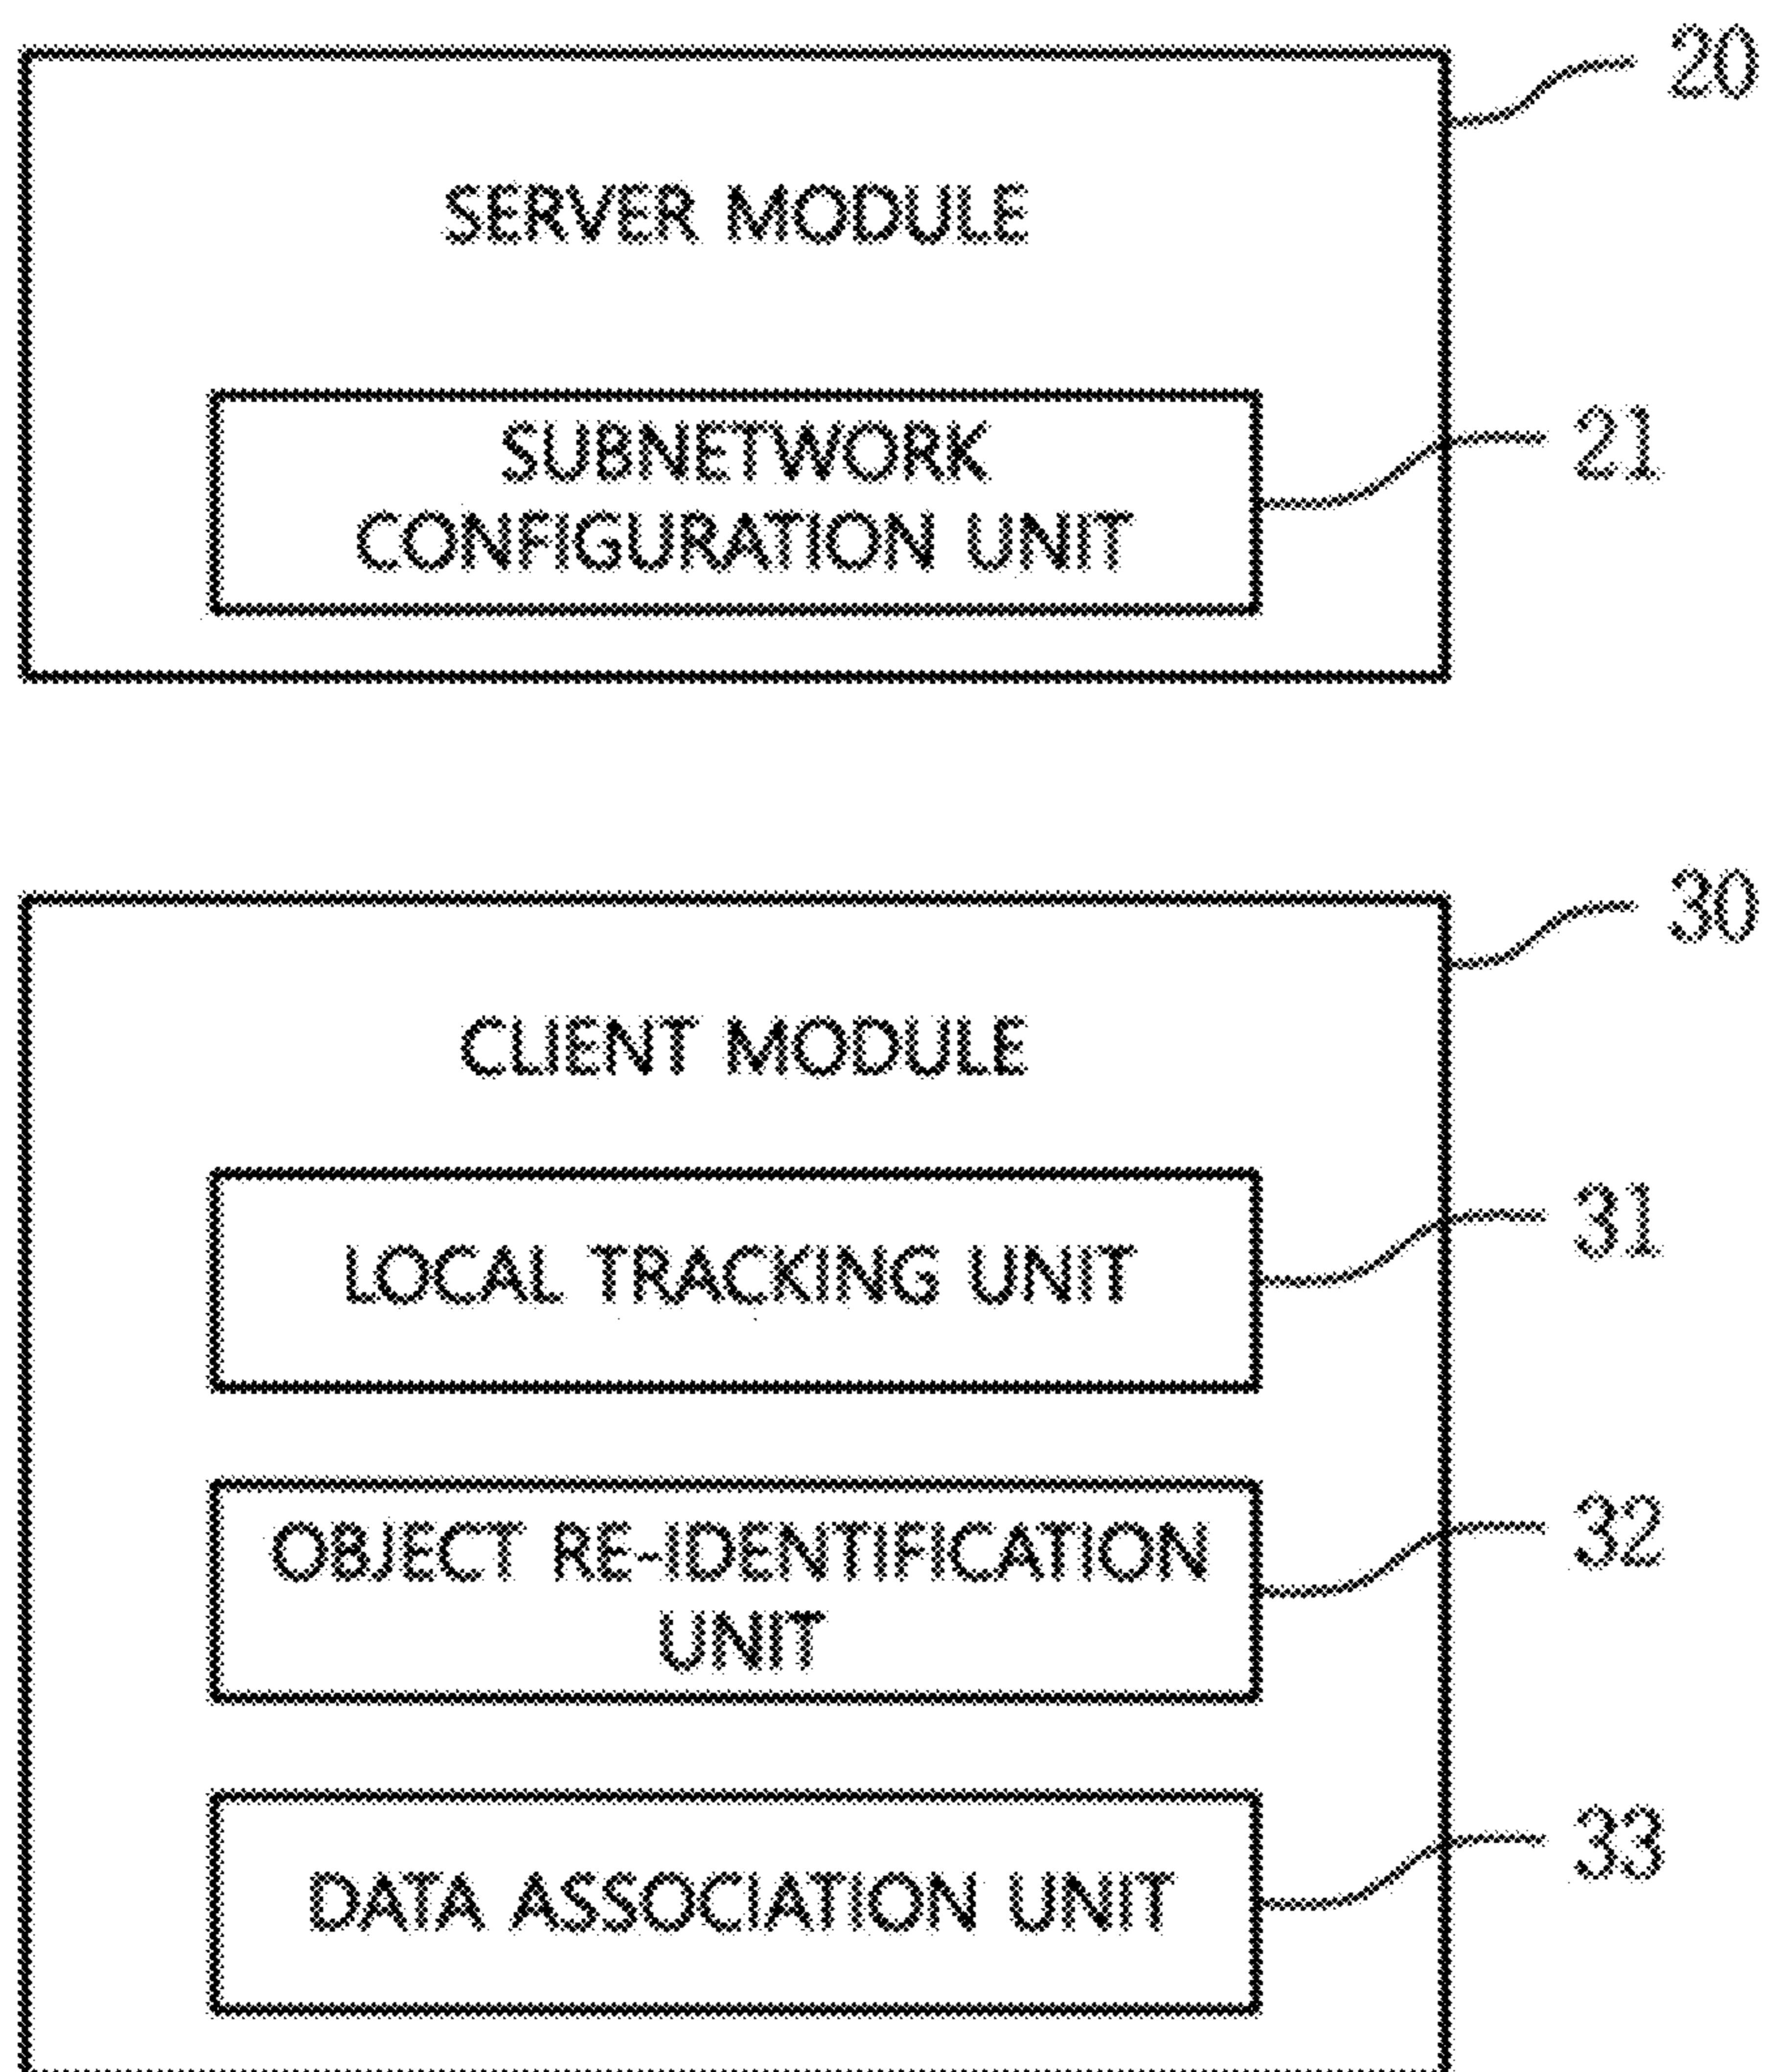 20
SERVER MODULE
SUBNETWORK
CONFIGURATION UNIT
21
30
CLIENT MODULE
LOCAL TRACKING UNIT
31
OBJECT RE-IDENTIFICATION
UNIT
32
DATA ASSOCIATION UNIT
33